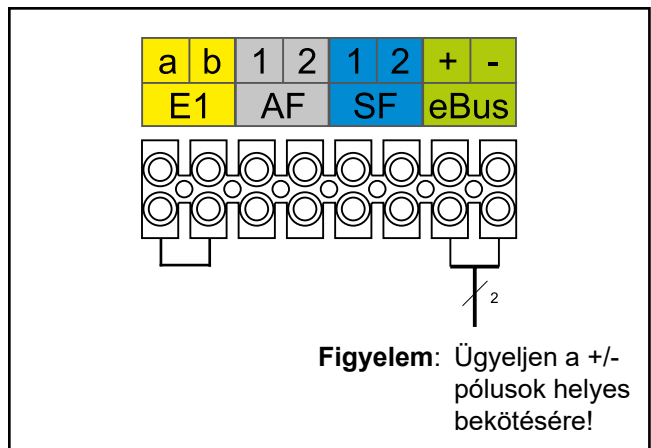 a b 1 2 1 2 + -
E1 AF SF eBus
2
Figyelem: Ügyeljen a +/-
pólusok helyes
bekötésére!